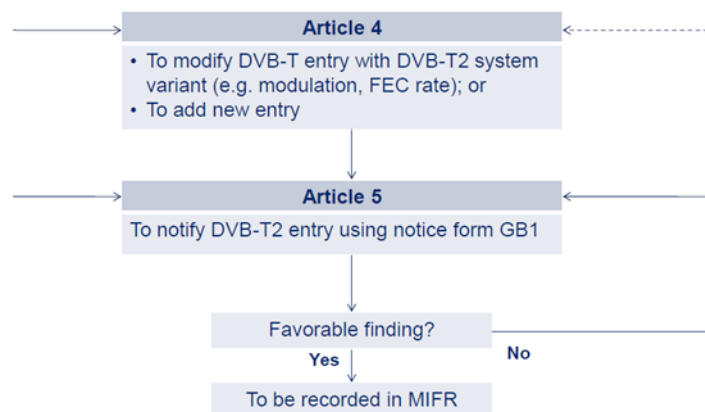 Article 4
• To modify DVB-T entry with DVB-T2 system
variant (e.g. modulation, FEC rate); or
• To add new entry
Article 5
To notify DVB-T2 entry using notice form GB1
Favorable finding?
Yes
No
To be recorded in MIFR